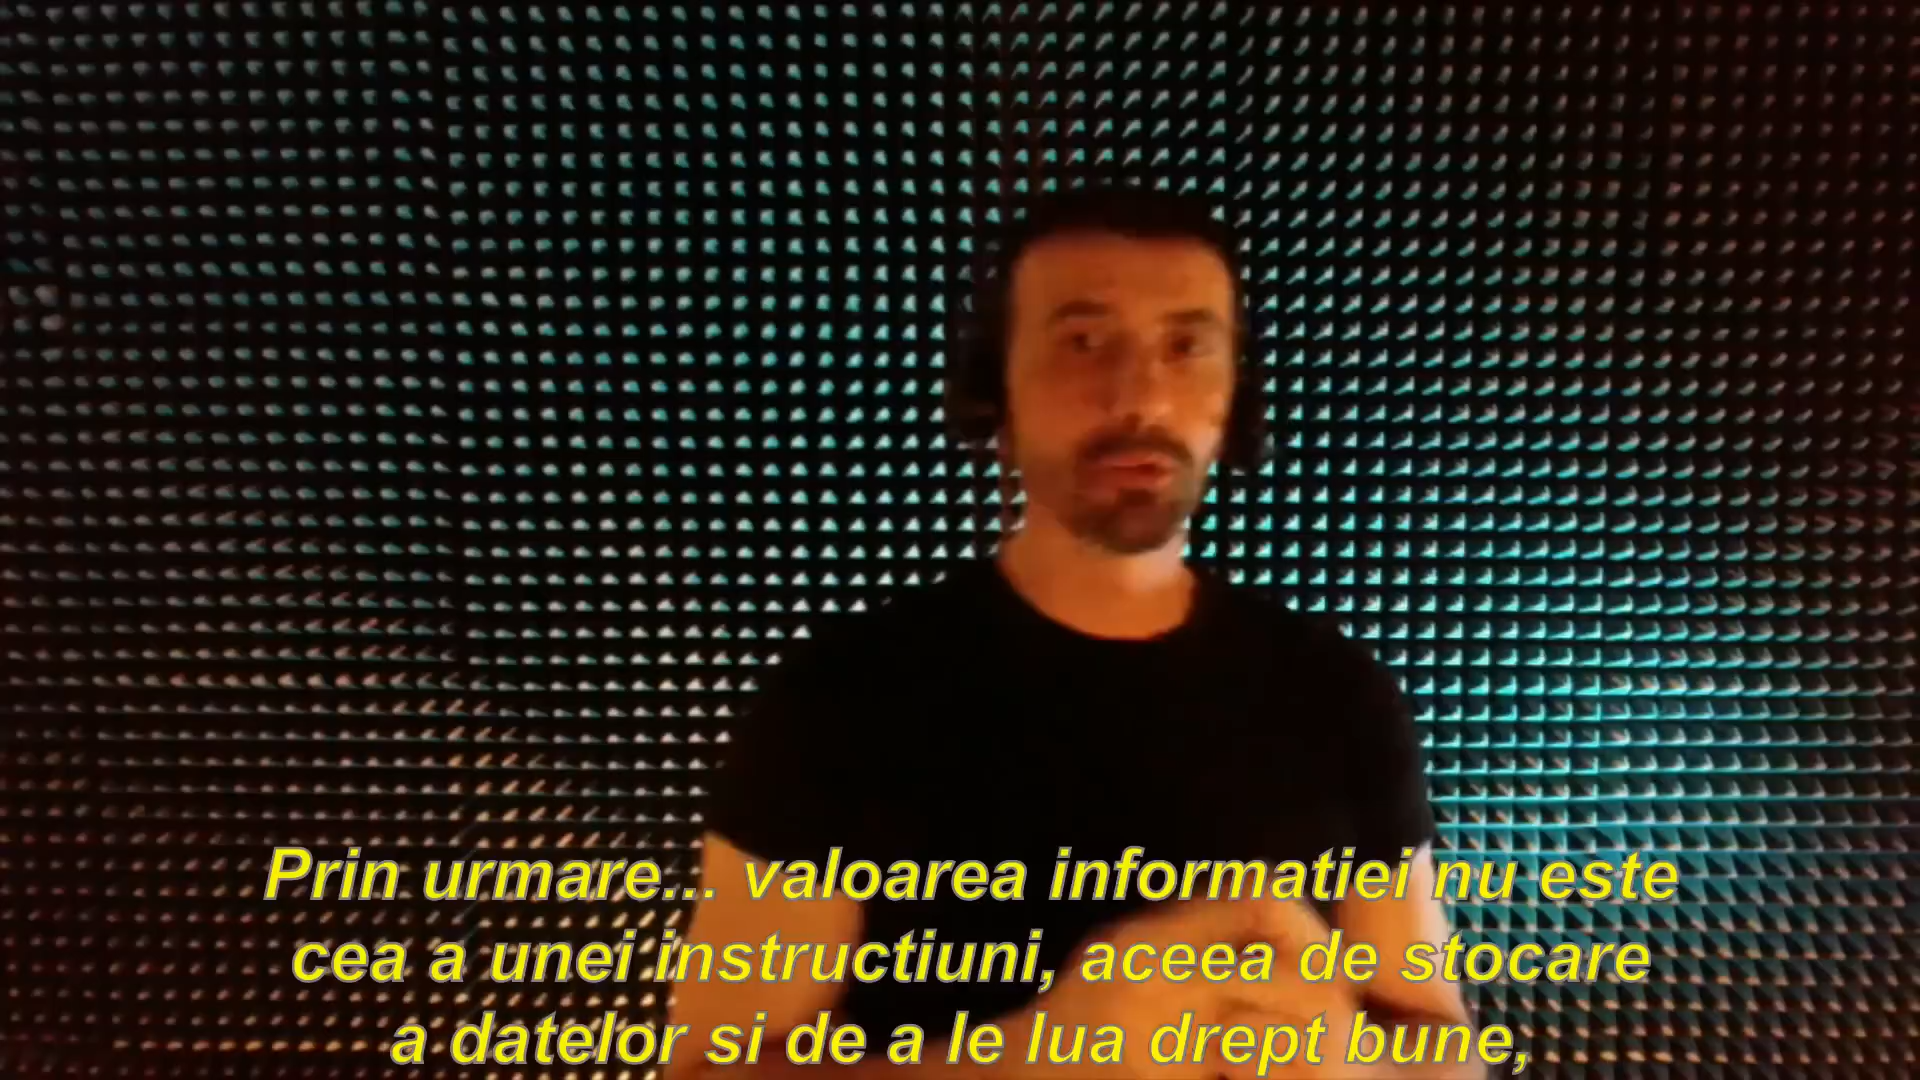 Prin urmare... valoarea informatiei nu este
cea a unei instructiuni, aceea de stocare
a datelor si de a le lua drept bune,